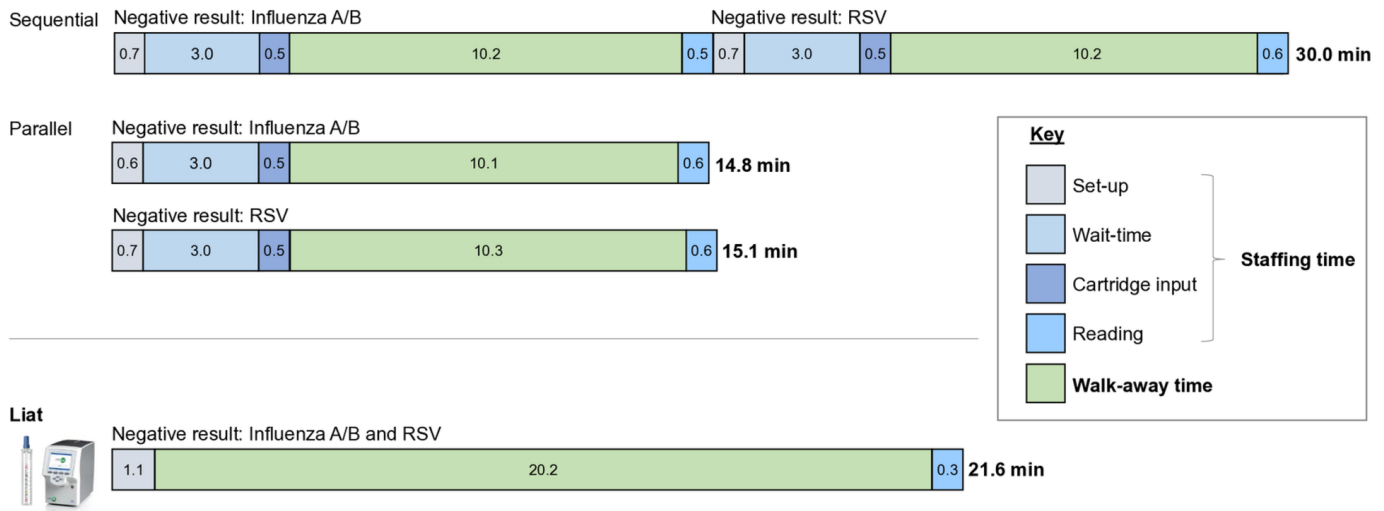 Sequential
Negative result: Influenza A/B
Negative result: RSV
0.7 3.0 0.5 10.2 0.5 0.7 3.0 0.5 10.2 0.6 30.0 min
Parallel
Negative result: Influenza A/B
0.6 3.0 0.5 10.1 0.6 14.8 min
Negative result: RSV
0.7 3.0 0.5 10.3 0.6 15.1 min
Key
Set-up
Wait-time
Cartridge input
Reading
Staffing time
Walk-away time
Liat
Negative result: Influenza A/B and RSV
1.1 20.2 0.3 21.6 min